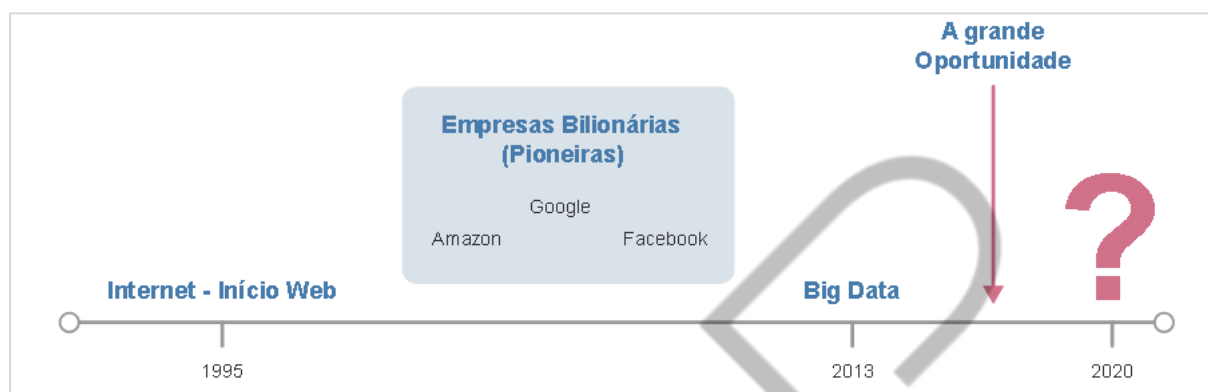 A grande
Oportunidade
Empresas Bilionárias
(Pioneiras)
Google
Amazon Facebook
Internet - Início Web
Big Data
?
1995
2013
2020